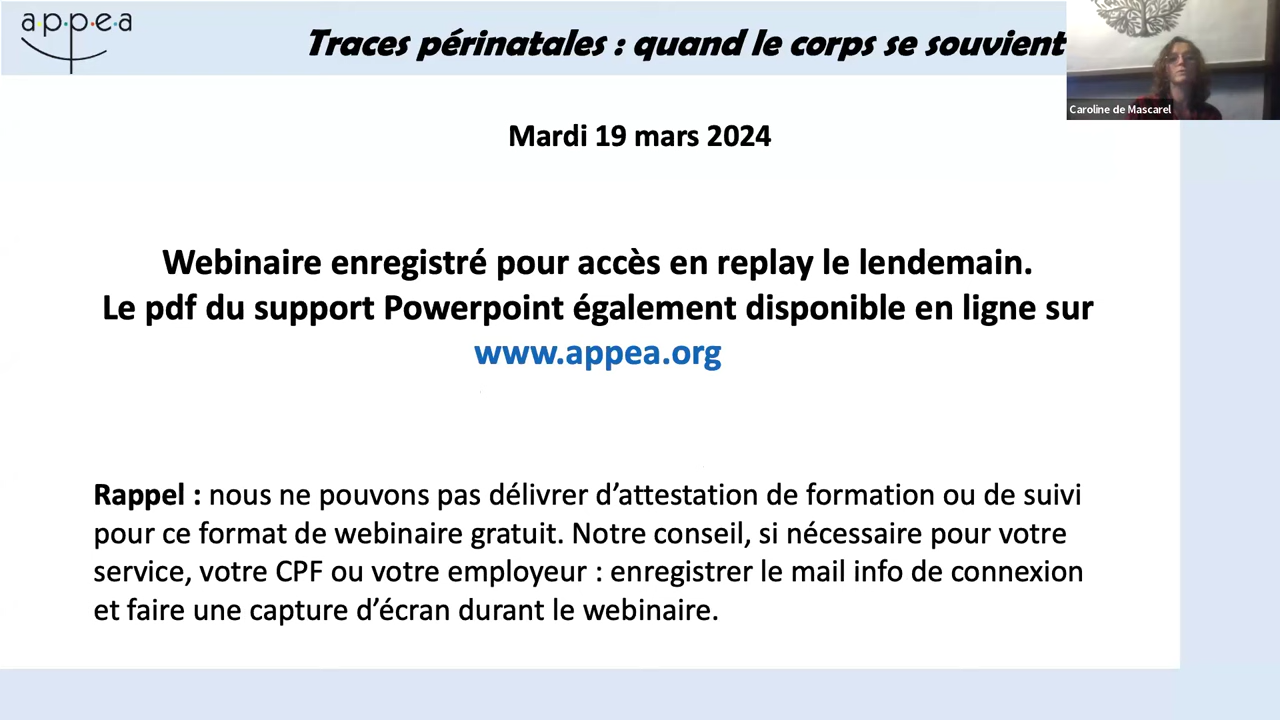 appea
Traces périnatales : quand le corps se souvient
Caroline de Mascarel
Mardi 19 mars 2024
Webinaire enregistré pour accès en replay le lendemain.
Le pdf du support Powerpoint également disponible en ligne sur
www.appea.org
Rappel : nous ne pouvons pas délivrer d’attestation de formation ou de suivi
pour ce format de webinaire gratuit. Notre conseil, si nécessaire pour votre
service, votre CPF ou votre employeur : enregistrer le mail info de connexion
et faire une capture d’écran durant le webinaire.